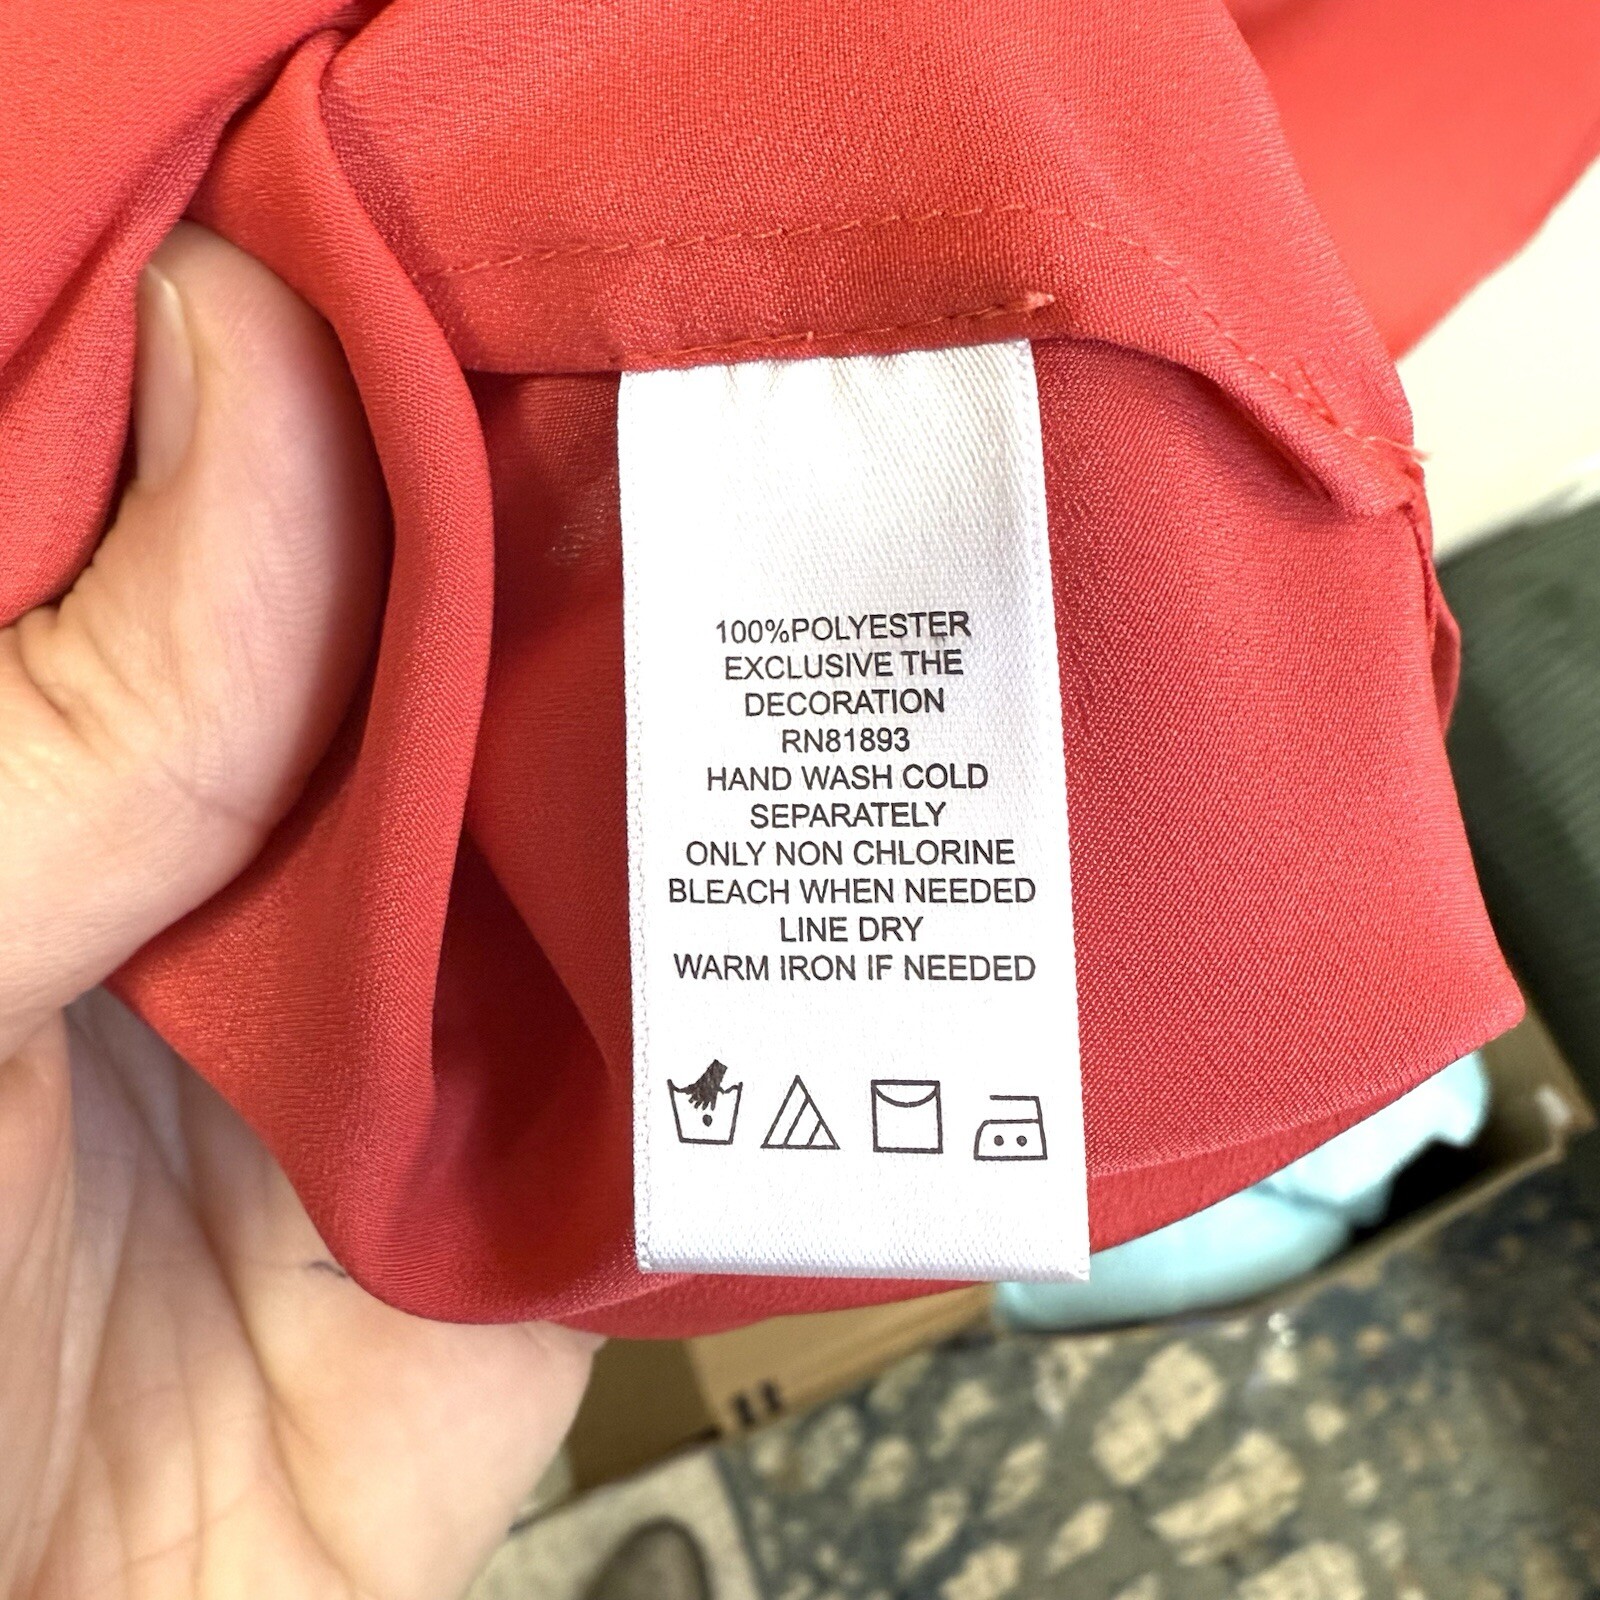 100%POLYESTER
EXCLUSIVE THE
DECORATION
RN81893
HAND WASH COLD
SEPARATELY
ONLY NON CHLORINE
BLEACH WHEN NEEDED
LINE DRY
WARM IRON IF NEEDED